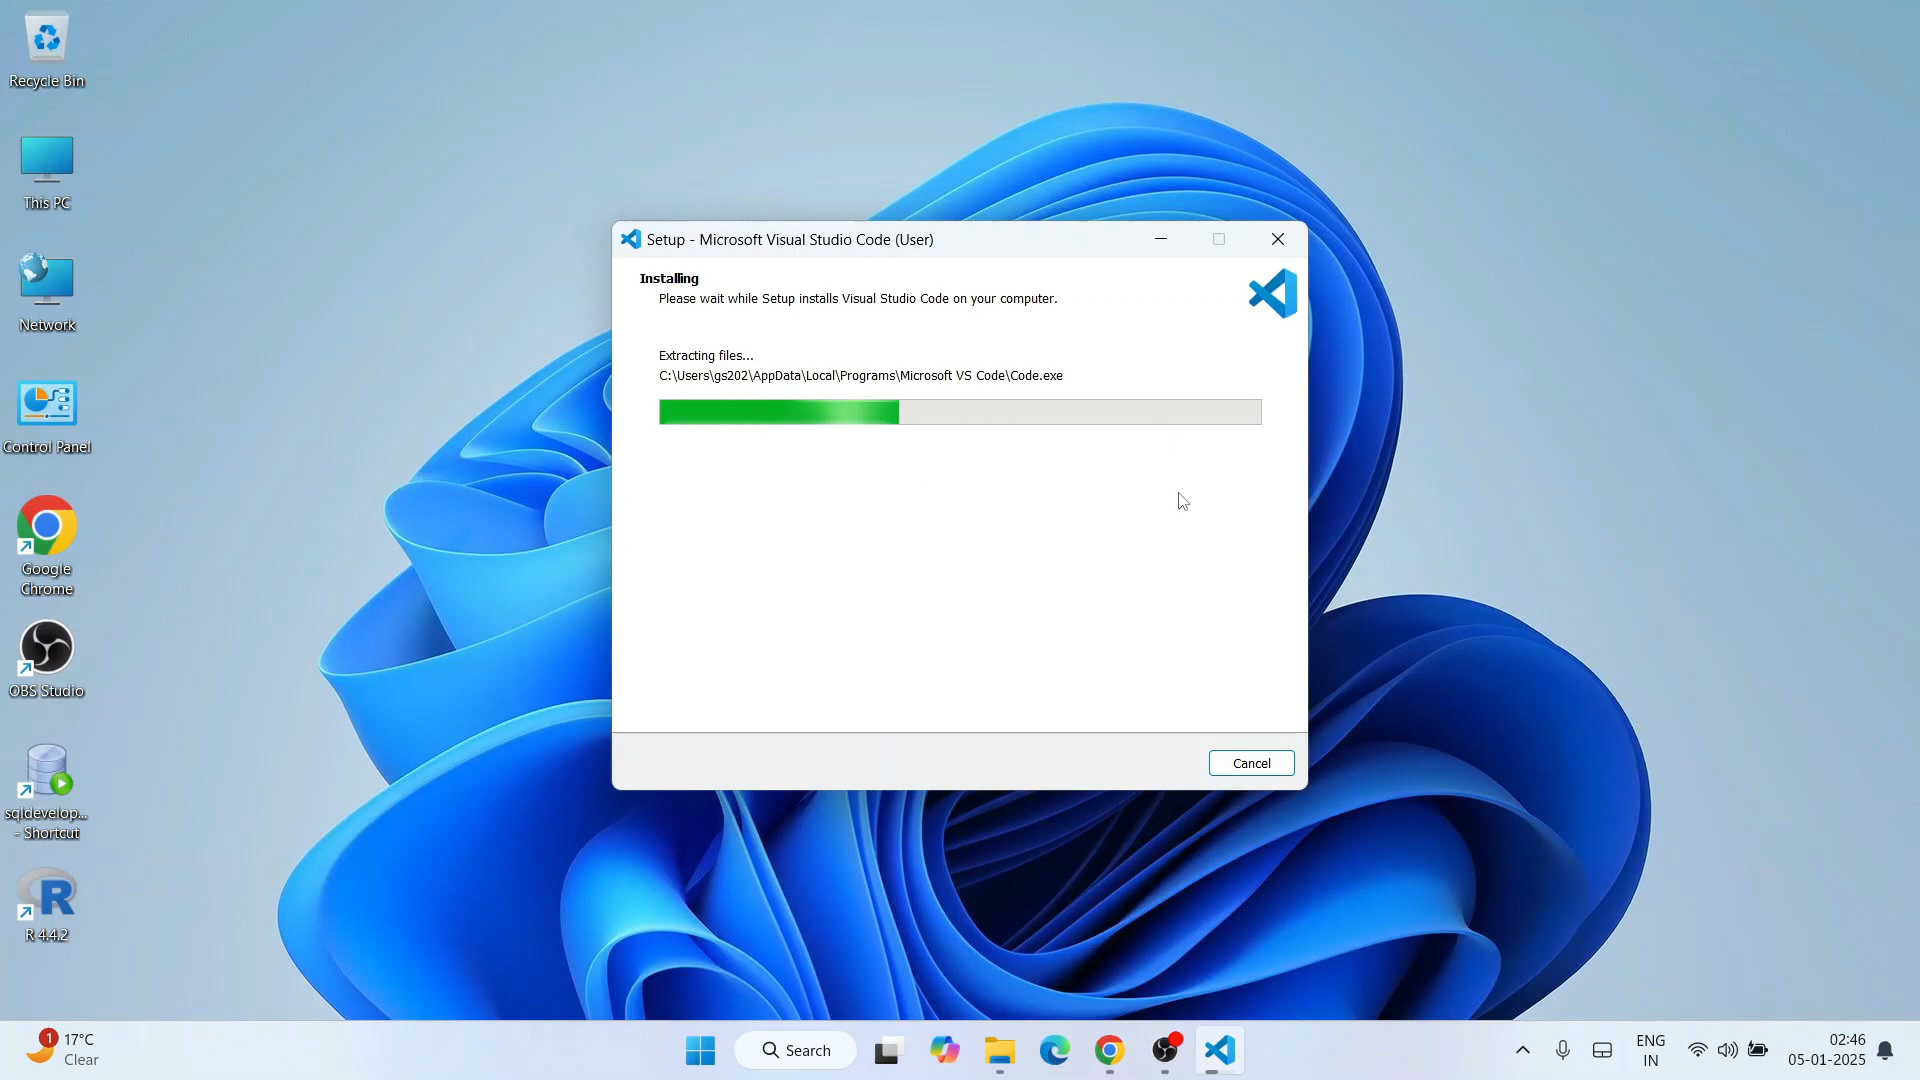 Recycle Bin
This PC
Network
Control Panel
Google
Chrome
OBS Studio
sqldevelop...
- Shortcut
R 4.4.2
Setup - Microsoft Visual Studio Code (User)
Installing
Please wait while Setup installs Visual Studio Code on your computer.
Extracting files...
C:\Users\gs202\AppData\Local\Programs\Microsoft VS Code\Code.exe
Cancel
1
17°C
Clear
Search
ENG
IN
02:46
05-01-2025